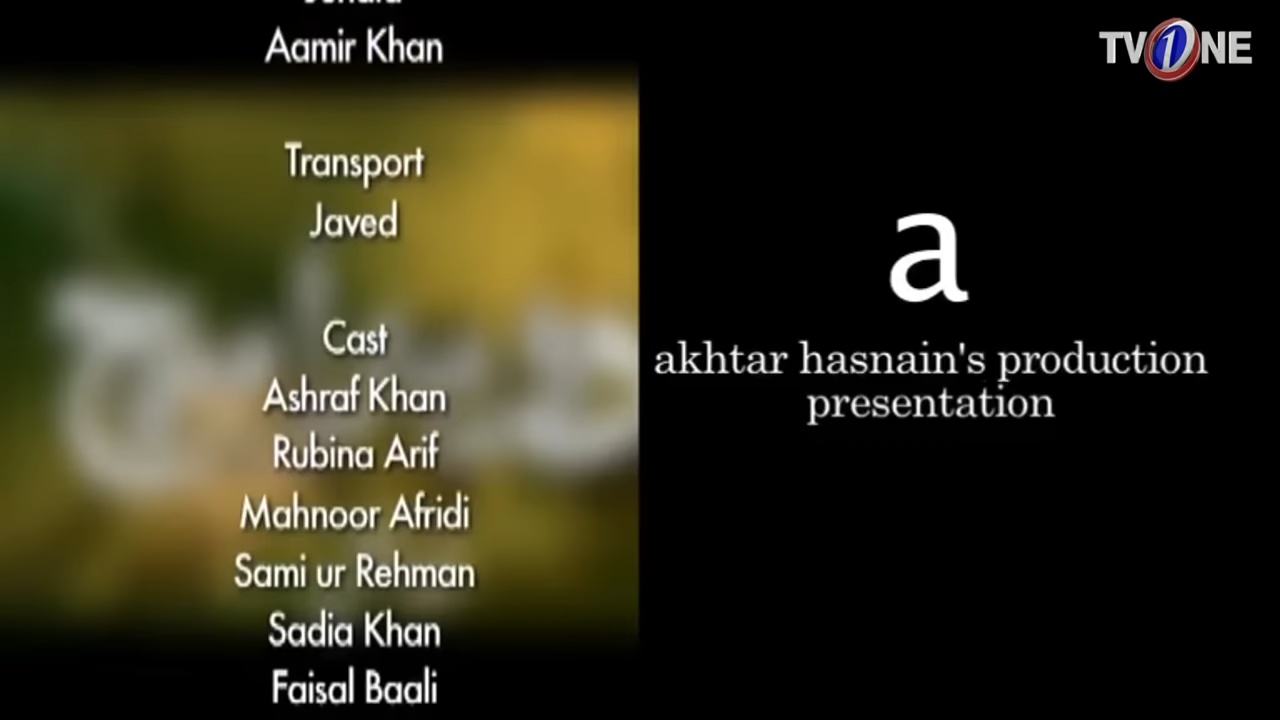 Aamir Khan
Transport
Javed
Cast
Ashraf Khan
Rubina Arif
Mahnoor Afridi
Sami ur Rehman
Sadia Khan
Faisal Baali
TV1NE
a
akhtar hasnain's production
presentation